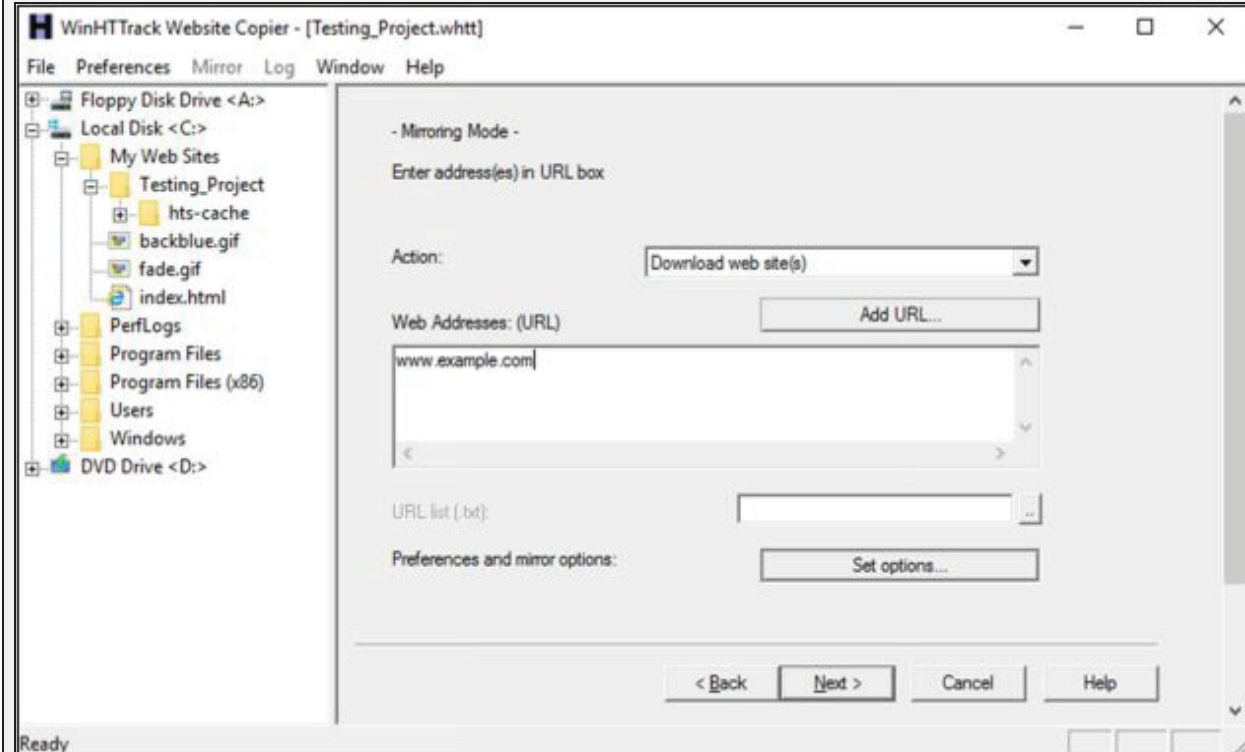 WinHTTrack Website Copier - [Testing_Project.whtt]
File Preferences Mirror Log Window Help
Floppy Disk Drive <A:>
Local Disk <C:>
My Web Sites
Testing_Project
hts-cache
backblue.gif
fade.gif
index.html
PerfLogs
Program Files
Program Files (x86)
Users
Windows
DVD Drive <D:>
- Mirroring Mode -
Enter address(es) in URL box
Action:
Download web site(s)
Web Addresses: (URL)
Add URL...
www.example.com
URL list (.txt):
..
Preferences and mirror options:
Set options...
< Back
Next >
Cancel
Help
Ready